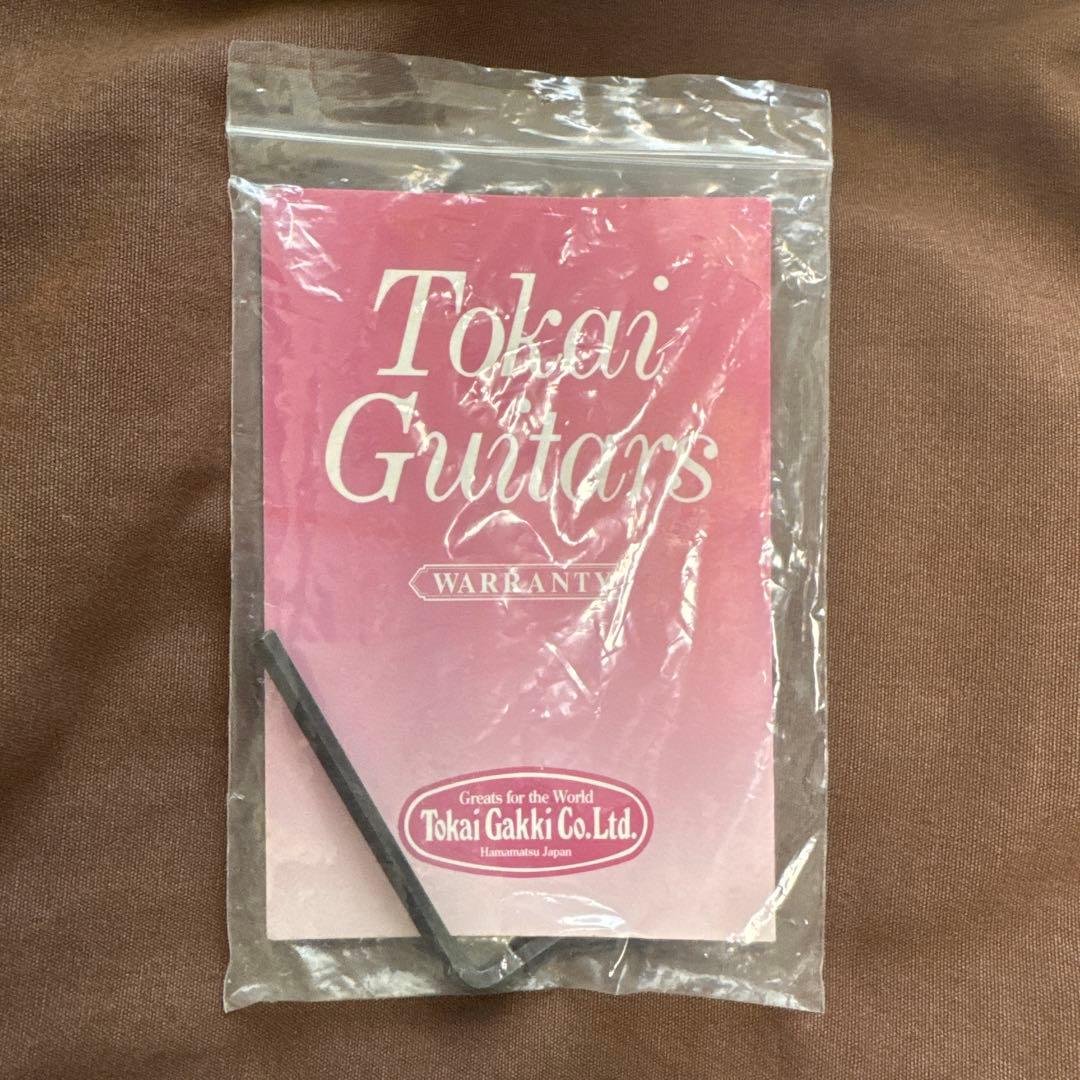 Tokai
Guitars
WARRANTY
Greats for the World
Tokai Gakki Co.Ltd.
Hamamatsu Japan